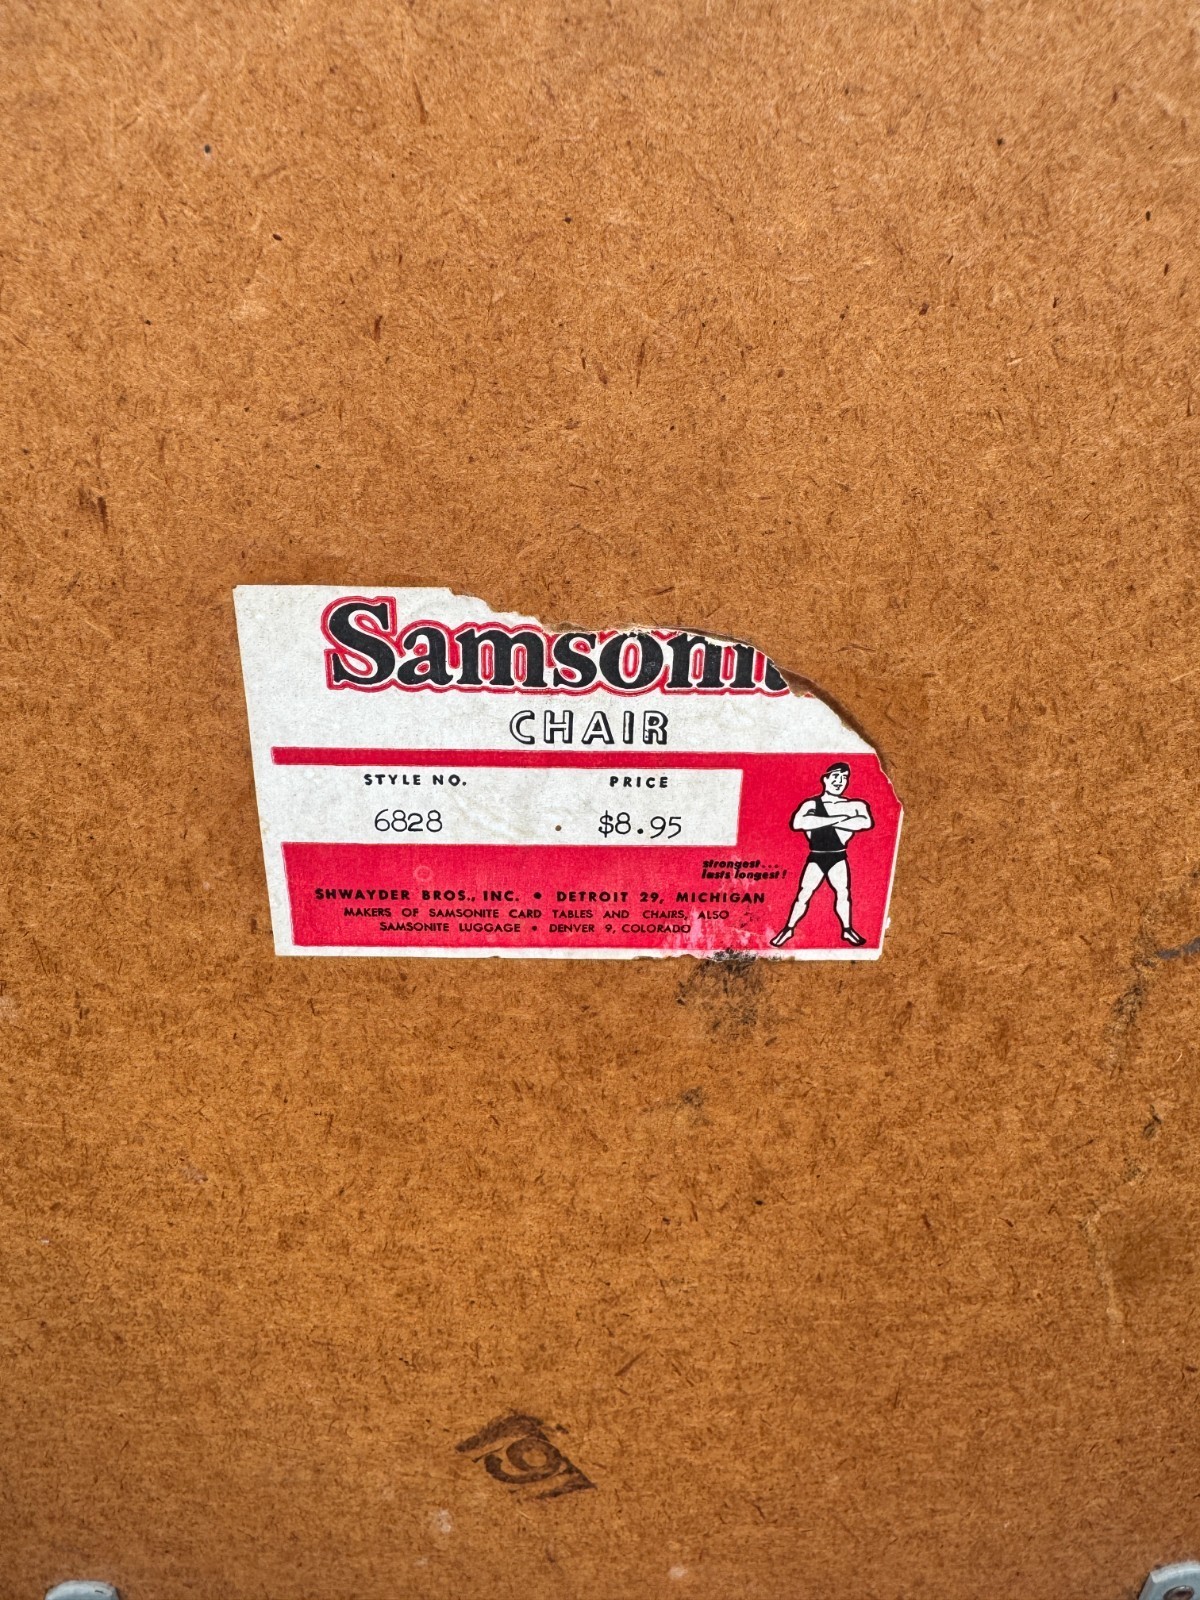 Samsonite
CHAIR
STYLE NO. PRICE
6828 $8.95
strongest...
lasts longest!
SHWAYDER BROS., INC. • DETROIT 29, MICHIGAN
MAKERS OF SAMSONITE CARD TABLES AND CHAIRS, ALSO
SAMSONITE LUGGAGE • DENVER 9, COLORADO